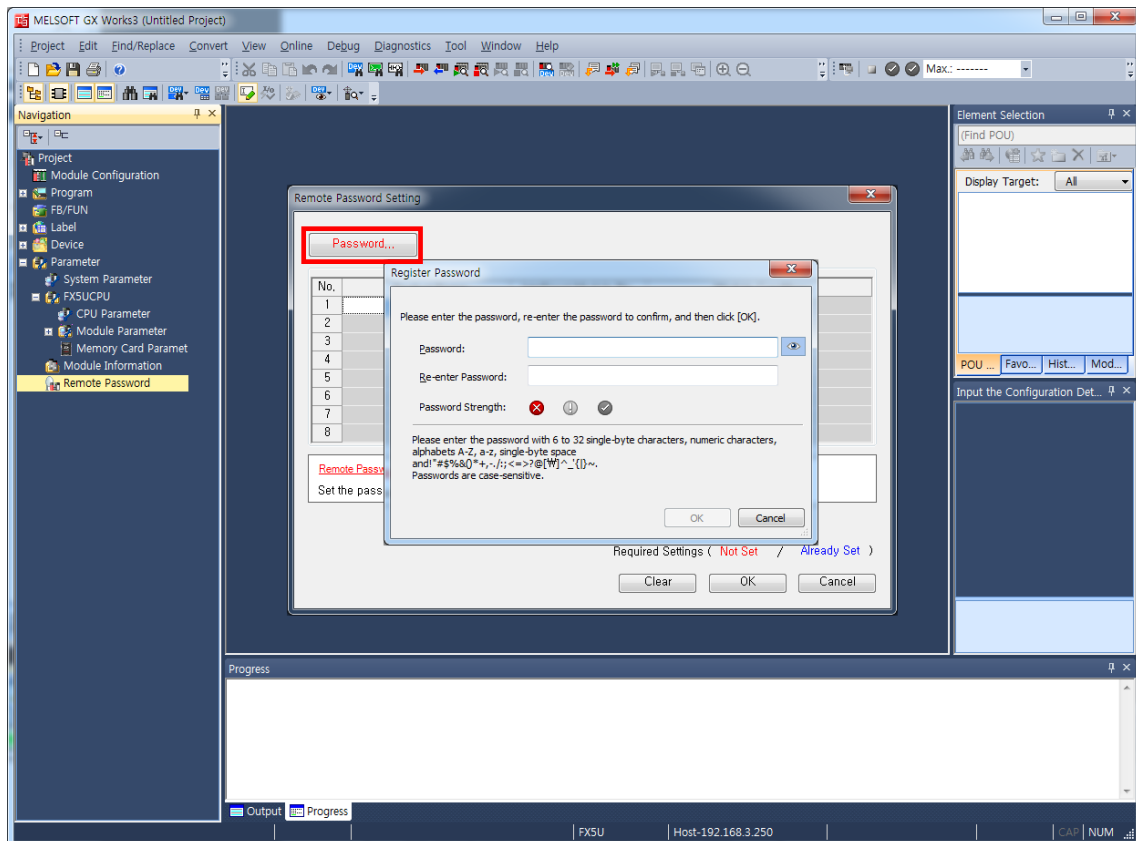 MELSOFT GX Works3 (Untitled Project)
Project Edit Find/Replace Convert View Online Debug Diagnostics Tool Window Help
Max.: -------
Navigation
Project
Module Configuration
Program
FB/FUN
Label
Device
Parameter
System Parameter
FX5UCPU
CPU Parameter
Module Parameter
Memory Card Paramet
Module Information
Remote Password
Remote Password Setting
Password...
No.
1
2
3
4
5
6
7
8
Remote Passw
Set the pass
Register Password
Please enter the password, re-enter the password to confirm, and then click [OK].
Password:
Re-enter Password:
Password Strength:
Please enter the password with 6 to 32 single-byte characters, numeric characters,
alphabets A-Z, a-z, single-byte space
and!"#$%&()*+,-./:;<=>?@[₩]^_'{|}~.
Passwords are case-sensitive.
OK Cancel
Required Settings ( Not Set / Already Set )
Clear OK Cancel
Element Selection
(Find POU)
Display Target: All
POU ... Favo... Hist... Mod...
Input the Configuration Det...
Progress
Output Progress
FX5U Host-192.168.3.250 CAP NUM